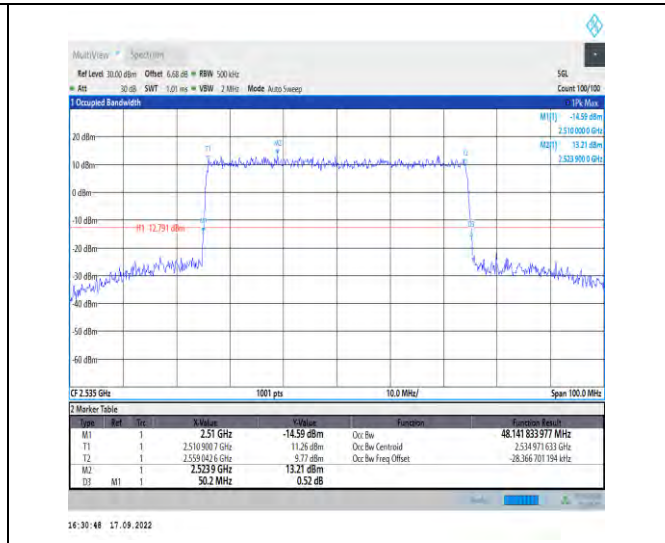 MultiView Spectrum
Ref Level 30.00 dBm Offset 6.68 dB RBW 500 kHz SGL
Att 30 dB SWT 1.01 ms VBW 2 MHz Mode Auto Sweep Count 100/100
1 Occupied Bandwidth 1Pk Max
M1[1] -14.59 dBm
2.510 000 0 GHz
M2[1] 13.21 dBm
2.523 900 0 GHz
20 dBm
T1 M2 T2
10 dBm
0 dBm
-10 dBm
M1 D3
H1 -12.791 dBm
-20 dBm
-30 dBm
-40 dBm
-50 dBm
-60 dBm
CF 2.535 GHz 1001 pts 10.0 MHz/ Span 100.0 MHz
2 Marker Table
Type Ref Trc X-Value Y-Value Function Function Result
M1 1 2.51 GHz -14.59 dBm Occ Bw 48.141 833 977 MHz
T1 1 2.510 900 7 GHz 11.26 dBm Occ Bw Centroid 2.534 971 633 GHz
T2 1 2.559 042 6 GHz 9.77 dBm Occ Bw Freq Offset -28.366 701 194 kHz
M2 1 2.523 9 GHz 13.21 dBm
D3 M1 1 50.2 MHz 0.52 dB
16:30:48 17.09.2022